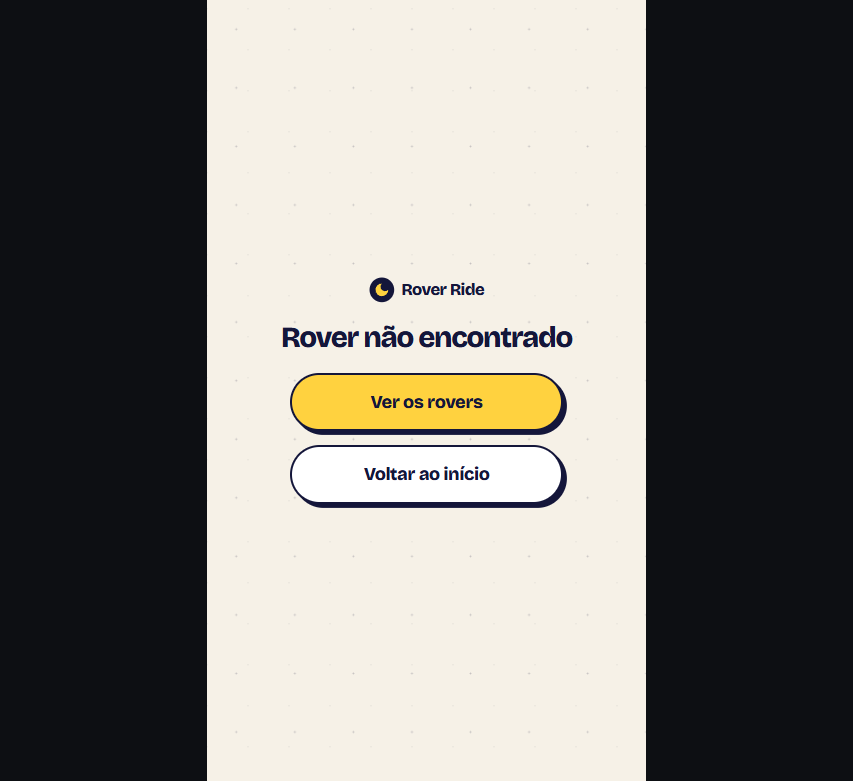 Rover Ride
Rover não encontrado
Ver os rovers
Voltar ao início